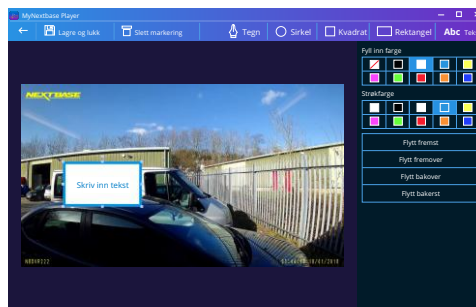 MyNextbase Player
Lagre og lukk
Slett markering
Tegn
Sirkel
Kvadrat
Rektangel
Abc
Fyll inn farge
NEXTBASE
Strøkfarge
Flytt fremst
Flytt fremover
Flytt bakover
Flytt bakerst
Skriv inn tekst